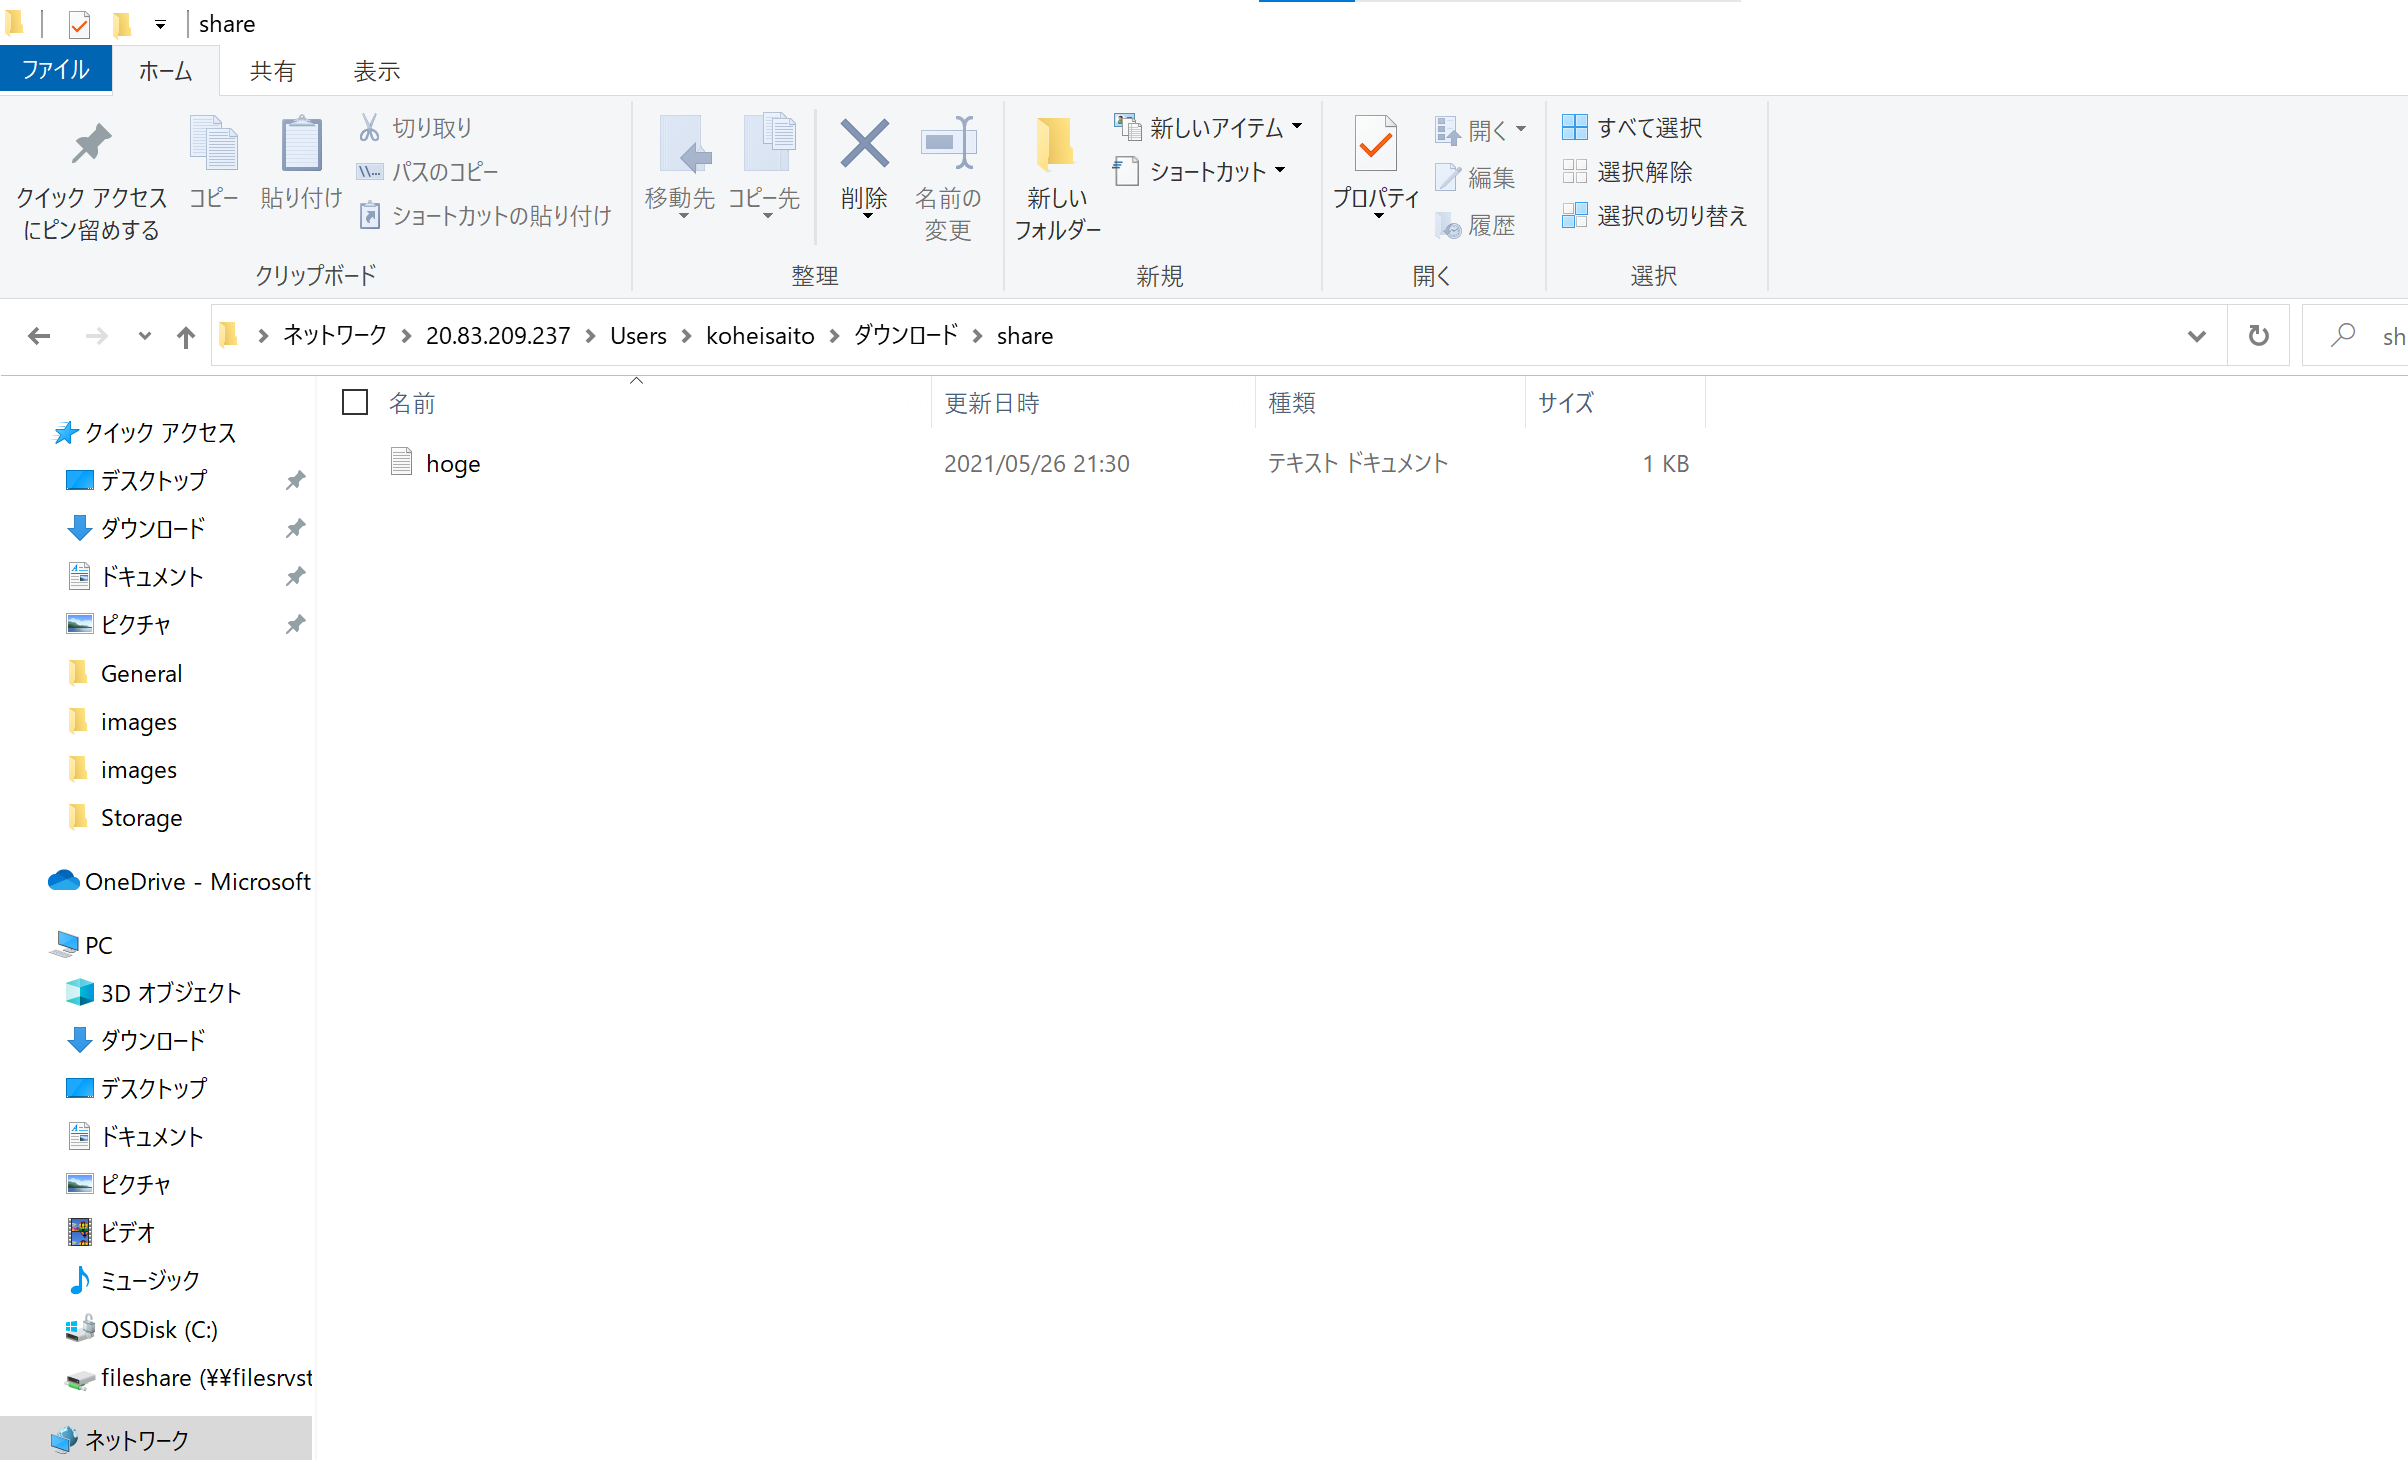 share
ファイル ホーム 共有 表示
クイック アクセス
にピン留めする
コピー
貼り付け
切り取り
パスのコピー
ショートカットの貼り付け
クリップボード
移動先
コピー先
削除
名前の
変更
整理
新しい
フォルダー
新しいアイテム
ショートカット
新規
プロパティ
開く
編集
履歴
開く
すべて選択
選択解除
選択の切り替え
選択
ネットワーク 20.83.209.237 Users koheisaito ダウンロード share
sh
名前 更新日時 種類 サイズ
hoge 2021/05/26 21:30 テキスト ドキュメント 1 KB
クイック アクセス
デスクトップ
ダウンロード
ドキュメント
ピクチャ
General
images
images
Storage
OneDrive - Microsoft
PC
3D オブジェクト
ダウンロード
デスクトップ
ドキュメント
ピクチャ
ビデオ
ミュージック
OSDisk (C:)
fileshare (¥¥filesrvst
ネットワーク